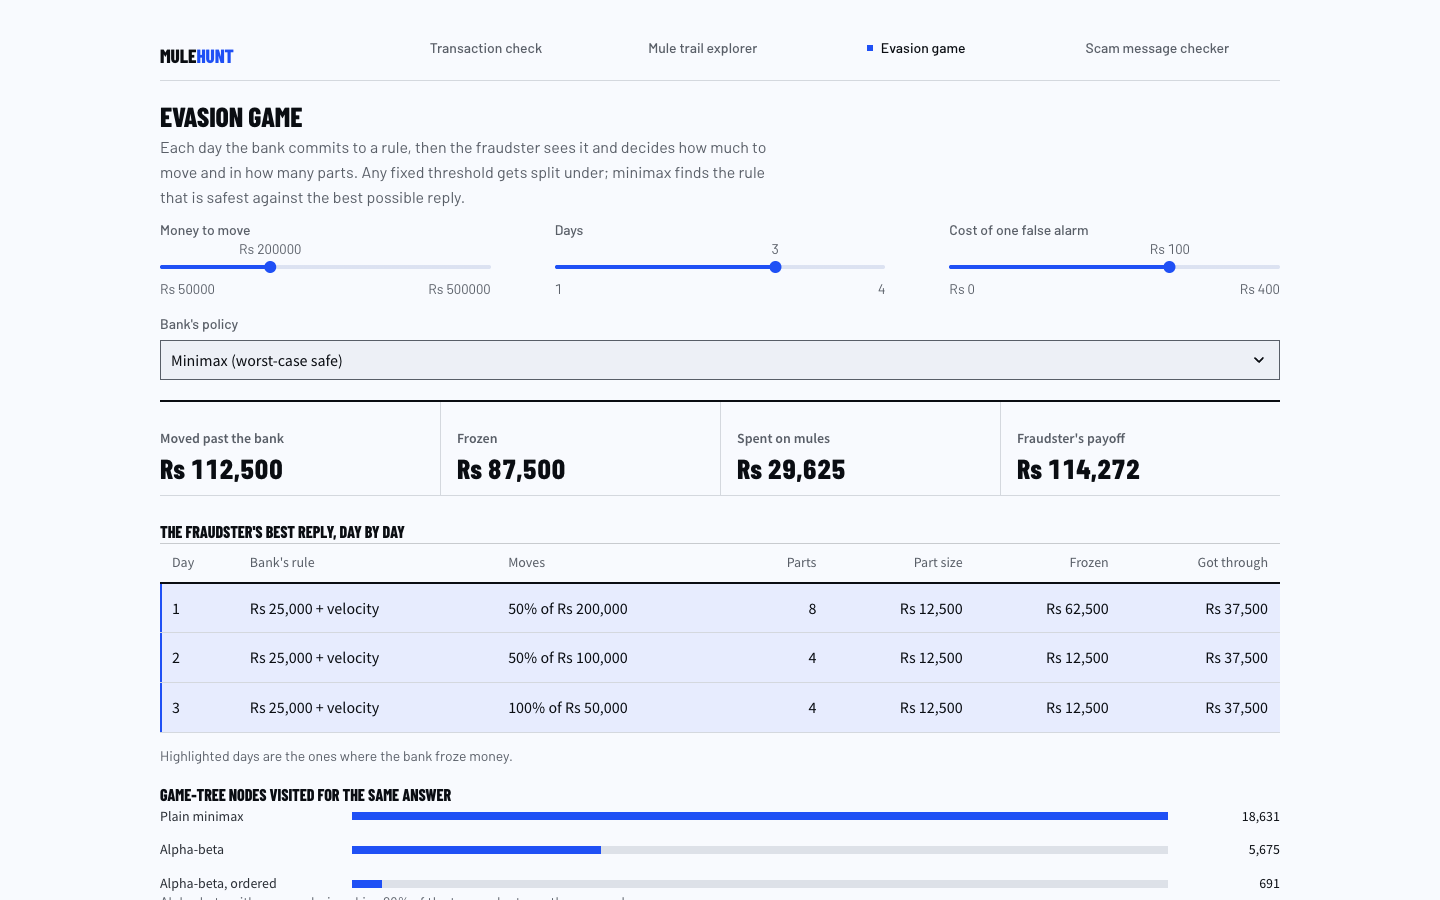 MULEHUNT
Transaction check
Mule trail explorer
Evasion game
Scam message checker
EVASION GAME
Each day the bank commits to a rule, then the fraudster sees it and decides how much to
move and in how many parts. Any fixed threshold gets split under; minimax finds the rule
that is safest against the best possible reply.
Money to move
Rs 200000
Rs 50000 Rs 500000
Days
3
1 4
Cost of one false alarm
Rs 100
Rs 0 Rs 400
Bank's policy
Minimax (worst-case safe)
Moved past the bank
Rs 112,500
Frozen
Rs 87,500
Spent on mules
Rs 29,625
Fraudster's payoff
Rs 114,272
THE FRAUDSTER'S BEST REPLY, DAY BY DAY
Day Bank's rule Moves Parts Part size Frozen Got through
1 Rs 25,000 + velocity 50% of Rs 200,000 8 Rs 12,500 Rs 62,500 Rs 37,500
2 Rs 25,000 + velocity 50% of Rs 100,000 4 Rs 12,500 Rs 12,500 Rs 37,500
3 Rs 25,000 + velocity 100% of Rs 50,000 4 Rs 12,500 Rs 12,500 Rs 37,500
Highlighted days are the ones where the bank froze money.
GAME-TREE NODES VISITED FOR THE SAME ANSWER
Plain minimax 18,631
Alpha-beta 5,675
Alpha-beta, ordered 691